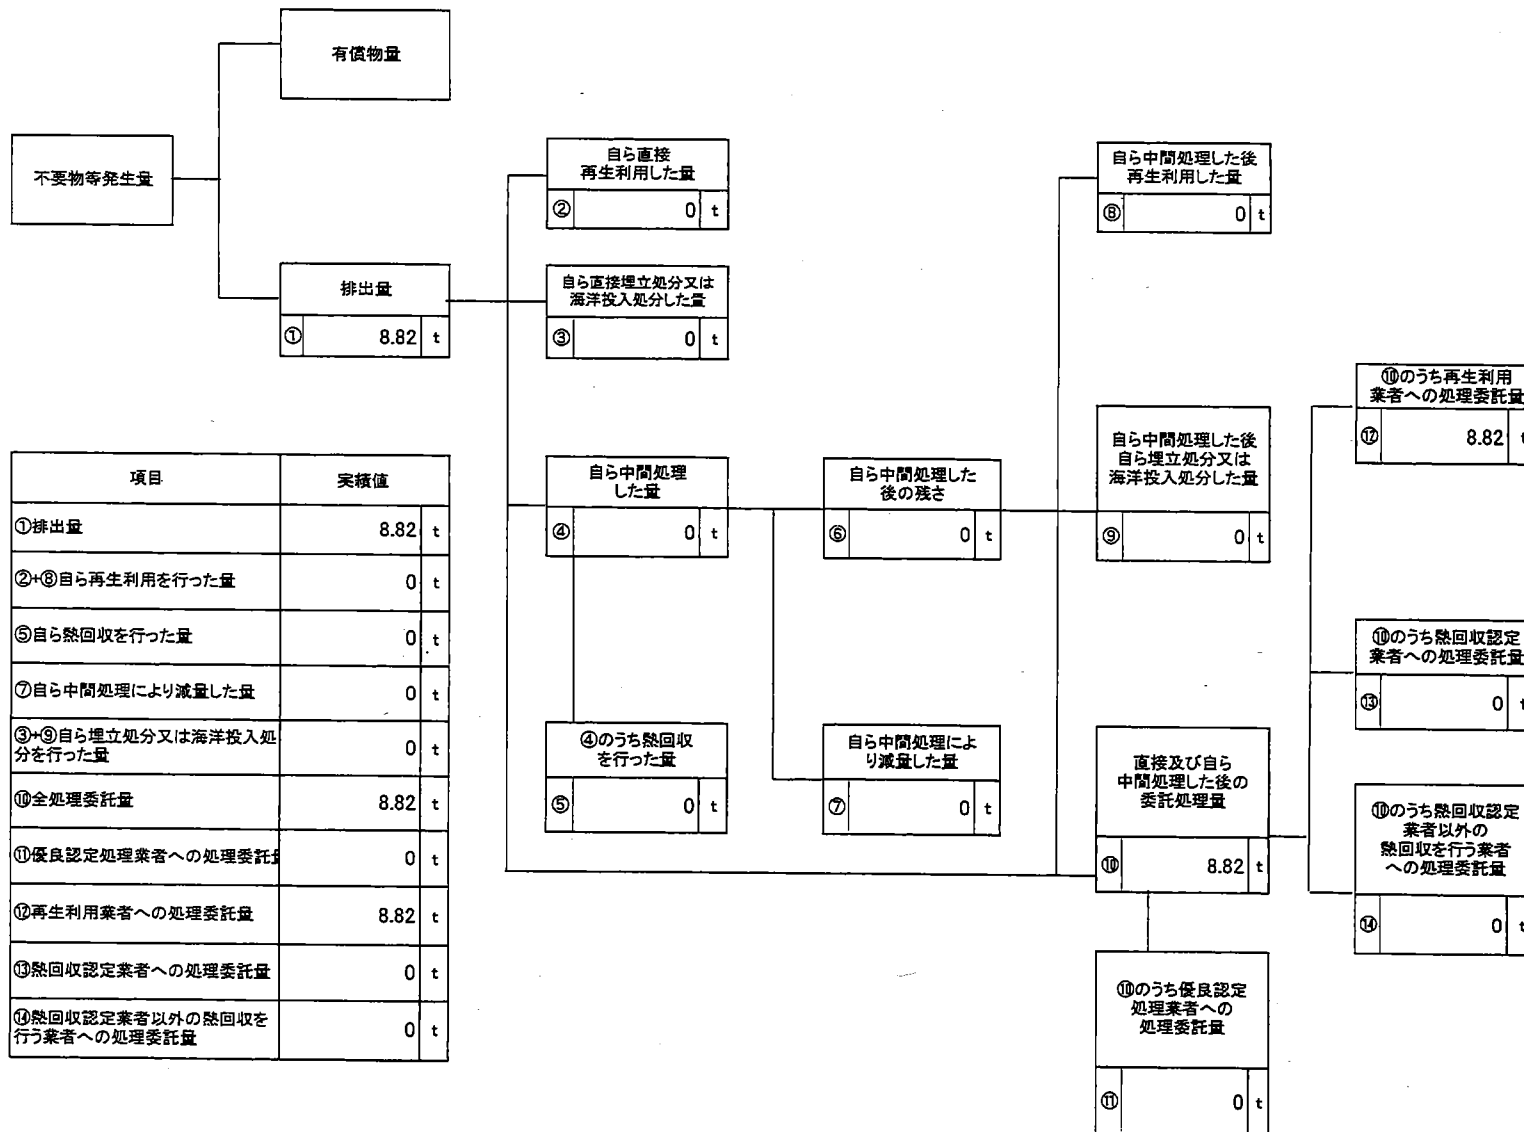 有償物量
不要物等発生量
排出量
① 8.82 t
自ら直接
再生利用した量
② 0 t
自ら直接埋立処分又は
海洋投入処分した量
③ 0 t
自ら中間処理
した量
④ 0 t
④のうち熱回収
を行った量
⑤ 0 t
自ら中間処理した
後の残さ
⑥ 0 t
自ら中間処理によ
り減量した量
⑦ 0 t
自ら中間処理した後
再生利用した量
⑧ 0 t
自ら中間処理した後
自ら埋立処分又は
海洋投入処分した量
⑨ 0 t
直接及び自ら
中間処理した後の
委託処理量
⑩ 8.82 t
⑩のうち優良認定
処理業者への
処理委託量
⑪ 0 t
⑩のうち再生利用
業者への処理委託量
⑫ 8.82 t
⑩のうち熱回収認定
業者への処理委託量
⑬ 0 t
⑩のうち熱回収認定
業者以外の
熱回収を行う業者
への処理委託量
⑭ 0 t
項目 実績値
①排出量 8.82 t
②+⑧自ら再生利用を行った量 0 t
⑤自ら熱回収を行った量 0 t
⑦自ら中間処理により減量した量 0 t
③+⑨自ら埋立処分又は海洋投入処
分を行った量 0 t
⑩全処理委託量 8.82 t
⑪優良認定処理業者への処理委託量 0 t
⑫再生利用業者への処理委託量 8.82 t
⑬熱回収認定業者への処理委託量 0 t
⑭熱回収認定業者以外の熱回収を
行う業者への処理委託量 0 t